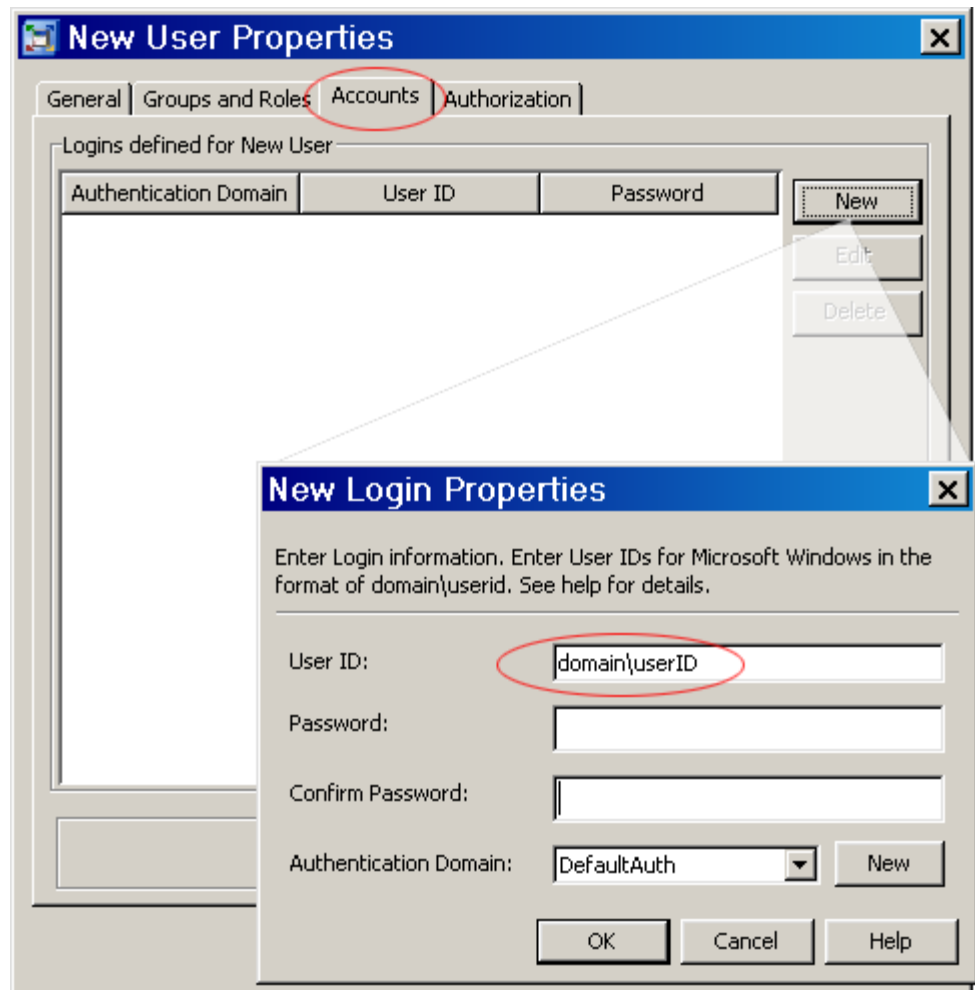 New User Properties
General Groups and Roles Accounts Authorization
Logins defined for New User
Authentication Domain User ID Password
New
Edit
Delete
New Login Properties
Enter Login information. Enter User IDs for Microsoft Windows in the
format of domain\userid. See help for details.
User ID: domain\userID
Password:
Confirm Password:
Authentication Domain: DefaultAuth New
OK Cancel Help